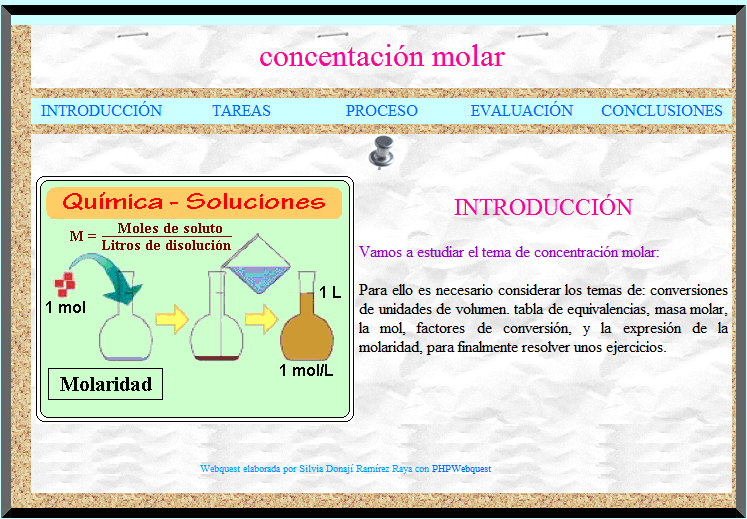 concentación molar
INTRODUCCIÓN TAREAS PROCESO EVALUACIÓN CONCLUSIONES
Química - Soluciones
M = Moles de soluto
Litros de disolución
1 mol
1 L
1 mol/L
Molaridad
INTRODUCCIÓN
Vamos a estudiar el tema de concentración molar:
Para ello es necesario considerar los temas de: conversiones
de unidades de volumen. tabla de equivalencias, masa molar,
la mol, factores de conversión, y la expresión de la
molaridad, para finalmente resolver unos ejercicios.
Webquest elaborada por Silvia Donají Ramírez Raya con PHPWebquest